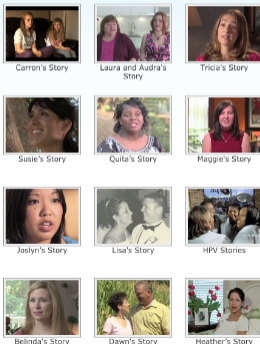 Carron's Story
Laura and Audra's
Story
Tricia's Story
Susie's Story
Quita's Story
Maggie's Story
Joslyn's Story
Lisa's Story
HPV Stories
Belinda's Story
Dawn's Story
Heather's Story